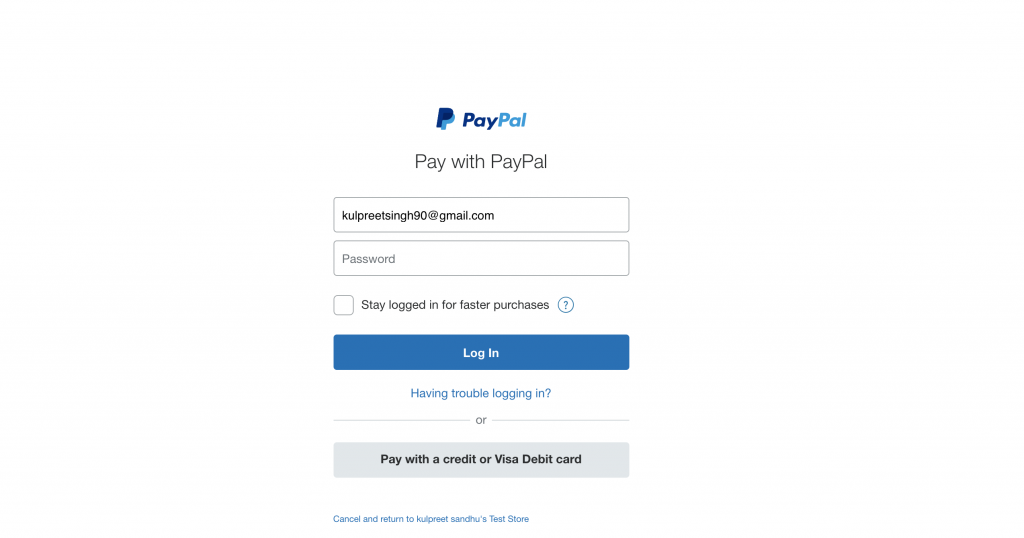 PayPal
Pay with PayPal
kulpreetsingh90@gmail.com
Password
Stay logged in for faster purchases ?
Log In
Having trouble logging in?
or
Pay with a credit or Visa Debit card
Cancel and return to kulpreet sandhu's Test Store